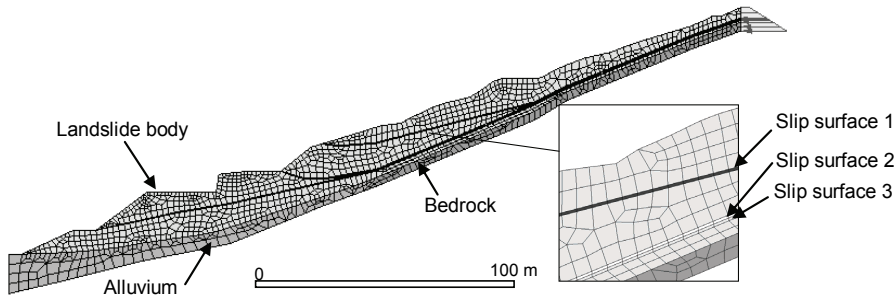 Landslide body
Slip surface 1
Slip surface 2
Slip surface 3
Bedrock
Alluvium
0
100 m